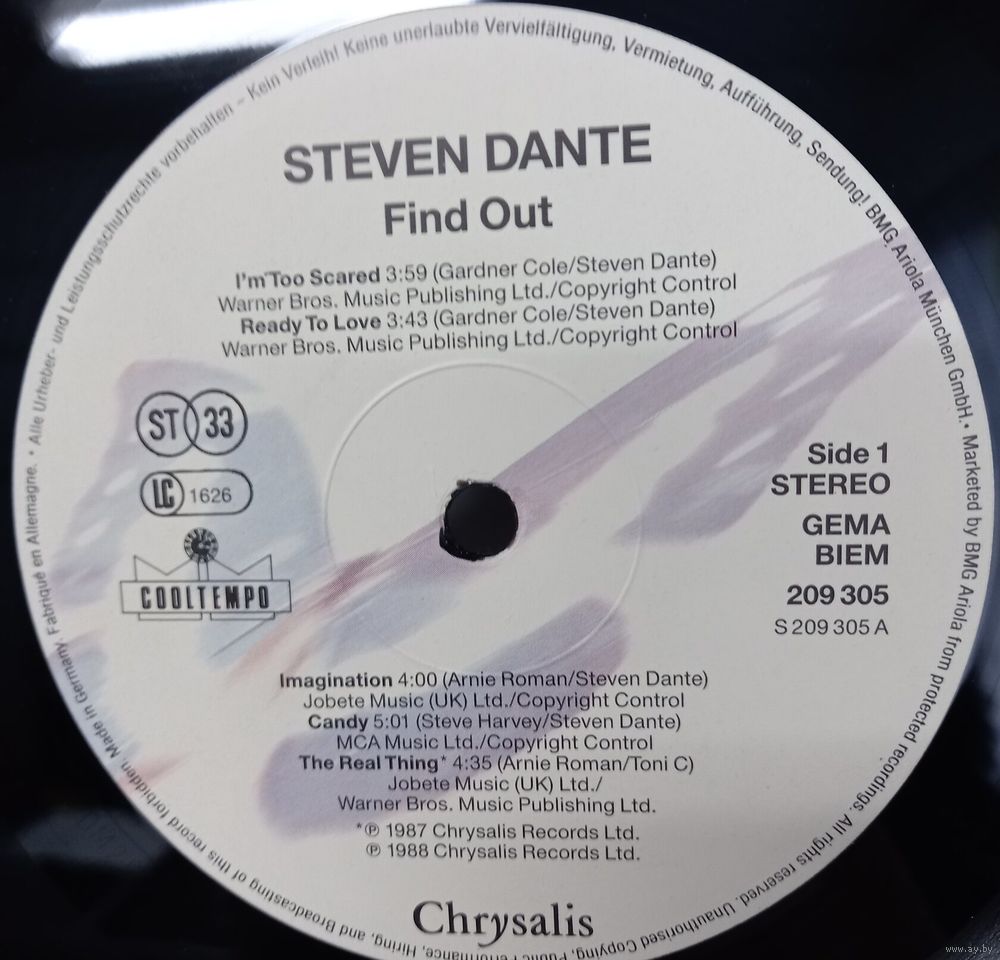 Alle Urheber- und Leistungsschutzrechte vorbehalten – Kein Verleih! Keine unerlaubte Vervielfältigung, Vermietung, Aufführung, Sendung! BMG Ariola München GmbH. • Marketed by BMG Ariola from protected recordings. All rights reserved. Unauthorised Copying, Public Performance, Hiring, and Broadcasting of this record forbidden. Made in Germany. Fabriqué en Allemagne. •
STEVEN DANTE
Find Out
I'm Too Scared 3:59 (Gardner Cole/Steven Dante)
Warner Bros. Music Publishing Ltd./Copyright Control
Ready To Love 3:43 (Gardner Cole/Steven Dante)
Warner Bros. Music Publishing Ltd./Copyright Control
ST 33
LC 1626
COOLTEMPO
Side 1
STEREO
GEMA
BIEM
209 305
S 209 305 A
Imagination 4:00 (Arnie Roman/Steven Dante)
Jobete Music (UK) Ltd./Copyright Control
Candy 5:01 (Steve Harvey/Steven Dante)
MCA Music Ltd./Copyright Control
The Real Thing* 4:35 (Arnie Roman/Toni C)
Jobete Music (UK) Ltd./
Warner Bros. Music Publishing Ltd.
*℗ 1987 Chrysalis Records Ltd.
℗ 1988 Chrysalis Records Ltd.
Chrysalis
www.ay.by